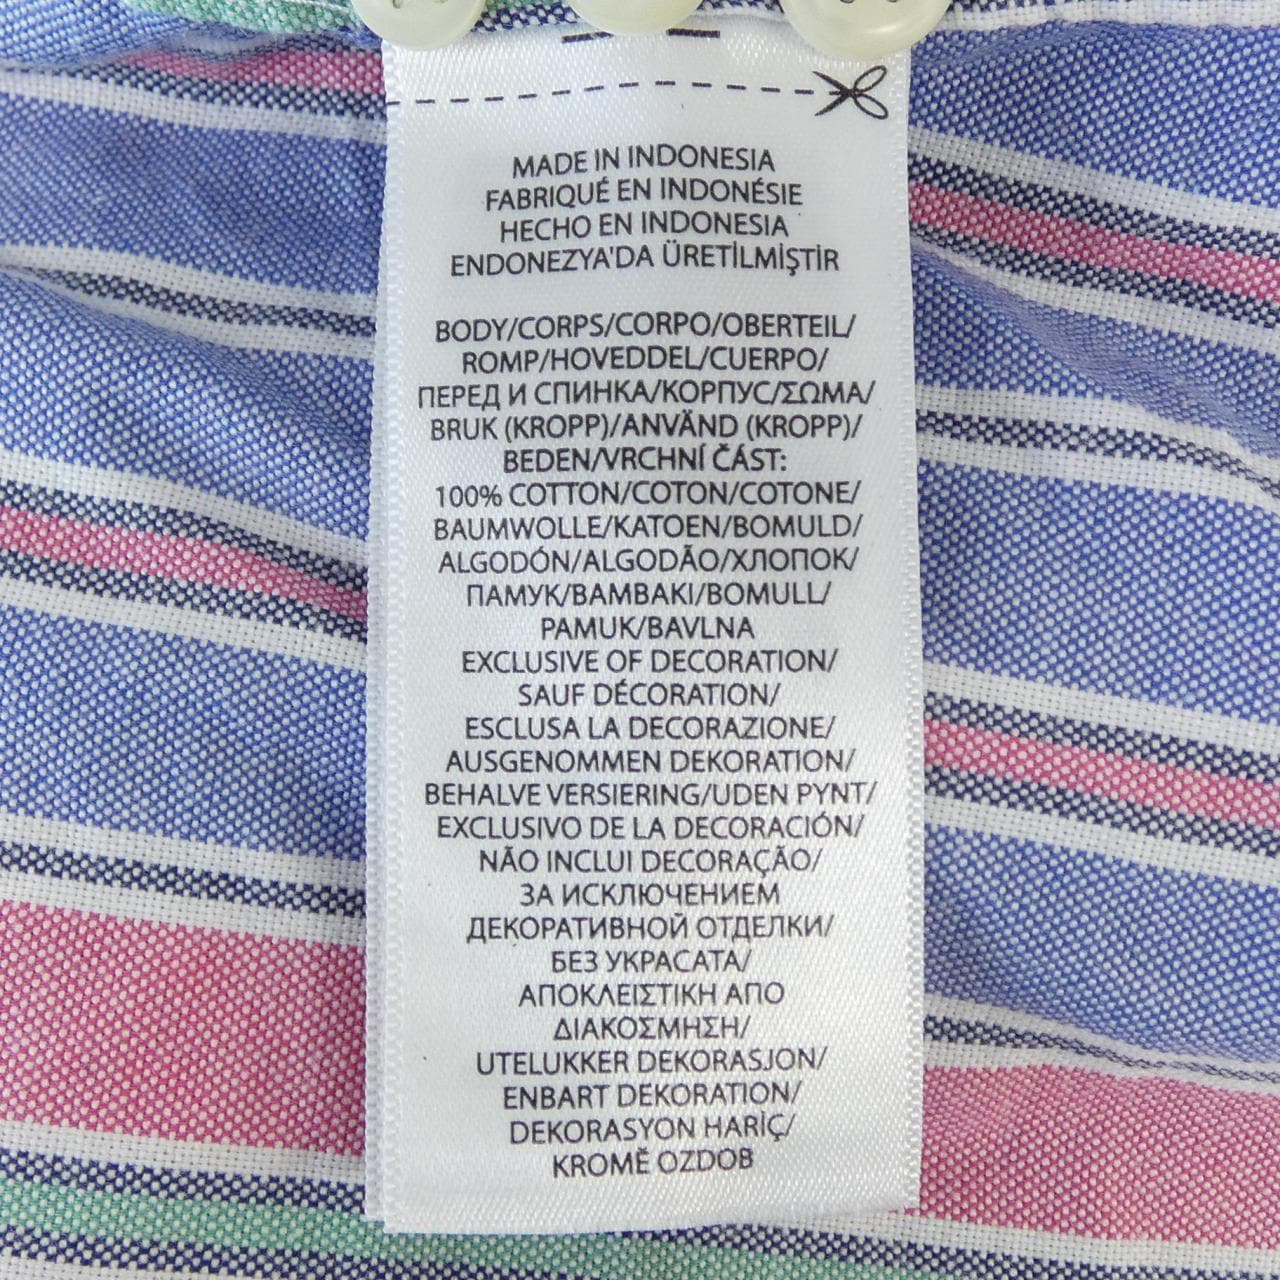 MADE IN INDONESIA
FABRIQUÉ EN INDONÉSIE
HECHO EN INDONESIA
ENDONEZYA'DA ÜRETİLMİŞTİR
BODY/CORPS/CORPO/OBERTEIL/
ROMP/HOVEDDEL/CUERPO/
ПЕРЕД И СПИНКА/КОРПУС/ΣΩΜΑ/
BRUK (KROPP)/ANVÄND (KROPP)/
BEDEN/VRCHNÍ ČÁST:
100% COTTON/COTON/COTONE/
BAUMWOLLE/KATOEN/BOMULD/
ALGODÓN/ALGODÃO/ХЛОПОК/
ПАМУК/ΒΑΜΒΑΚΙ/BOMULL/
PAMUK/BAVLNA
EXCLUSIVE OF DECORATION/
SAUF DÉCORATION/
ESCLUSA LA DECORAZIONE/
AUSGENOMMEN DEKORATION/
BEHALVE VERSIERING/UDEN PYNT/
EXCLUSIVO DE LA DECORACIÓN/
NÃO INCLUI DECORAÇÃO/
ЗА ИСКЛЮЧЕНИЕМ
ДЕКОРАТИВНОЙ ОТДЕЛКИ/
БЕЗ УКРАСАТА/
ΑΠΟΚΛΕΙΣΤΙΚΗ ΑΠΟ
ΔΙΑΚΟΣΜΗΣΗ/
UTELUKKER DEKORASJON/
ENBART DEKORATION/
DEKORASYON HARİÇ/
KROMĚ OZDOB